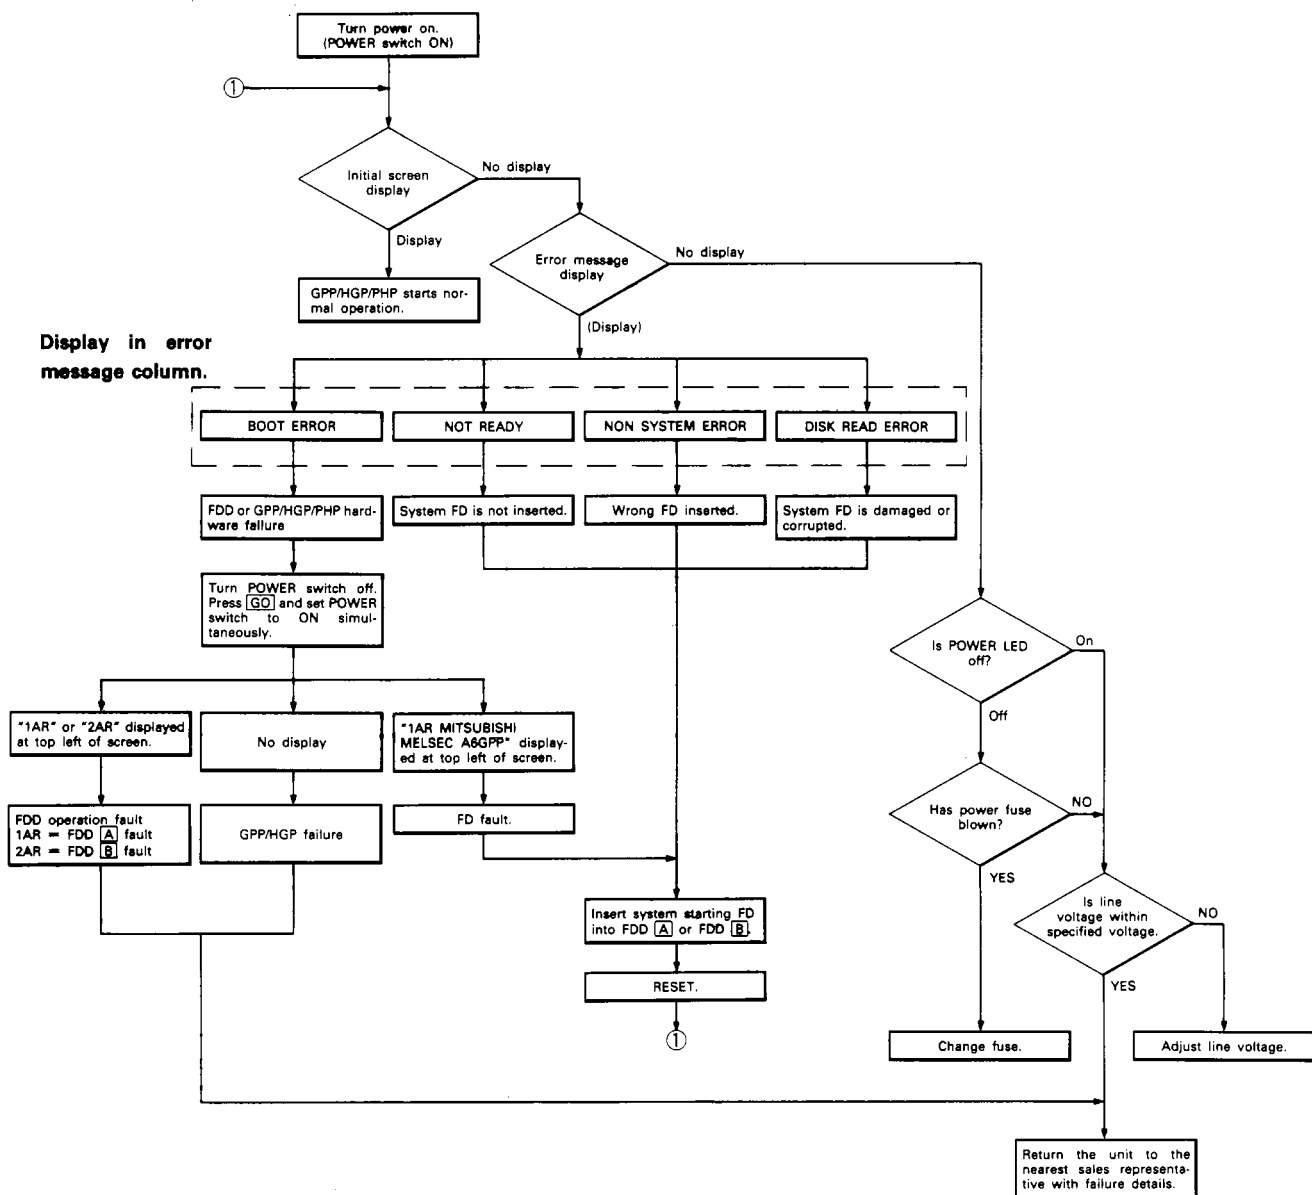 Turn power on.
(POWER switch ON)
①
Initial screen
display
No display
Display
Error message
display
No display
GPP/HGP/PHP starts nor-
mal operation.
(Display)
Display in error
message column.
BOOT ERROR
NOT READY
NON SYSTEM ERROR
DISK READ ERROR
FDD or GPP/HGP/PHP hard-
ware failure
System FD is not inserted.
Wrong FD inserted.
System FD is damaged or
corrupted.
Turn POWER switch off.
Press GO and set POWER
switch to ON simul-
taneously.
Is POWER LED
off?
On
Off
"1AR" or "2AR" displayed
at top left of screen.
No display
"1AR MITSUBISHI
MELSEC A6GPP" display-
ed at top left of screen.
FDD operation fault
1AR = FDD A fault
2AR = FDD B fault
GPP/HGP failure
FD fault.
Has power fuse
blown?
NO
YES
Insert system starting FD
into FDD A or FDD B.
Is line
voltage within
specified voltage.
NO
YES
RESET.
①
Change fuse.
Adjust line voltage.
Return the unit to the
nearest sales representa-
tive with failure details.